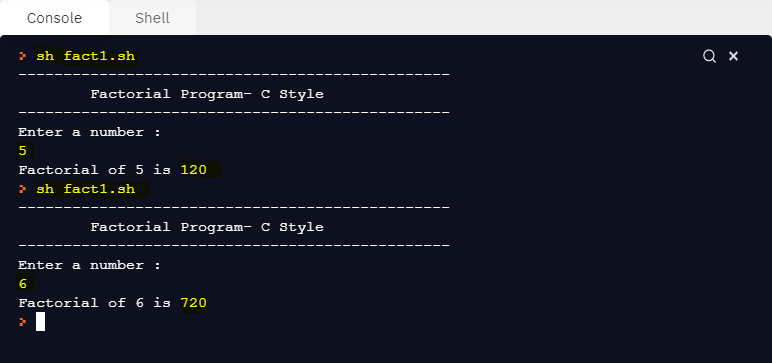 Console Shell
> sh fact1.sh
------------------------------------------------
Factorial Program- C Style
------------------------------------------------
Enter a number :
5
Factorial of 5 is 120
> sh fact1.sh
------------------------------------------------
Factorial Program- C Style
------------------------------------------------
Enter a number :
6
Factorial of 6 is 720
>